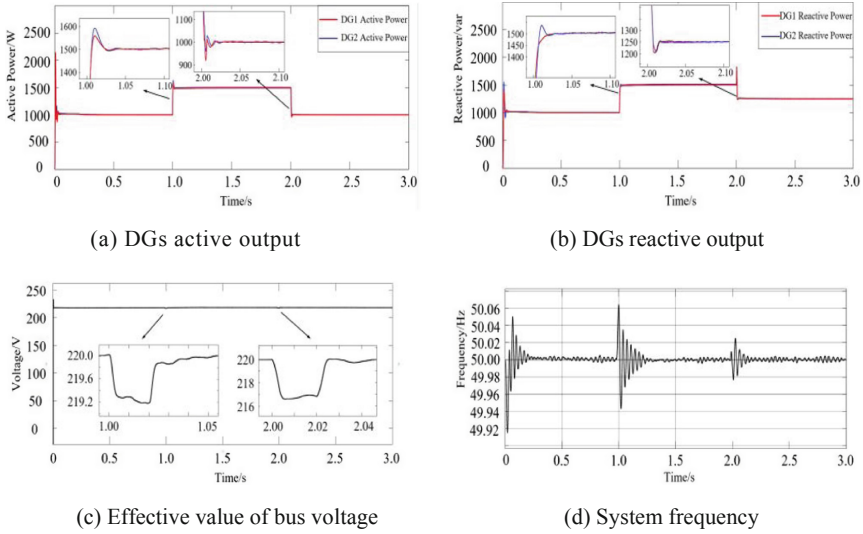 Active Power/W
2500
2000
1500
1000
500
0
0 0.5 1.0 1.5 2.0 2.5 3.0
Time/s
1600
1500
1400
1.00 1.05 1.10
1100
1000
900
2.00 2.05 2.10
DG1 Active Power
DG2 Active Power
(a) DGs active output
Reactive Power/var
2500
2000
1500
1000
500
0
0 0.5 1.0 1.5 2.0 2.5 3.0
Time/s
1500
1400
1.00 1.05 1.10
1350
1300
1250
1200
2.00 2.05 2.10
DG1 Reactive Power
DG2 Reactive Power
(b) DGs reactive output
Voltage/V
250
200
150
100
50
0
0 0.5 1.0 1.5 2.0 2.5 3.0
Time/s
220.0
219.6
219.2
1.00 1.05
220
218
216
2.00 2.02 2.04
(c) Effective value of bus voltage
Frequency/Hz
50.06
50.04
50.02
50.00
49.98
49.96
49.94
49.92
0 0.5 1.0 1.5 2.0 2.5 3.0
Time/s
(d) System frequency